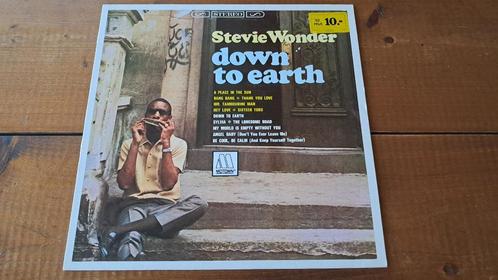 STEREO
Stevie Wonder
10.-
down
to earth
A PLACE IN THE SUN
BANG BANG ★ THANK YOU LOVE
MR. TAMBOURINE MAN
HEY LOVE ★ SIXTEEN TONS
DOWN TO EARTH
SYLVIA ★ THE LONESOME ROAD
MY WORLD IS EMPTY WITHOUT YOU
ANGEL BABY (Don't You Ever Leave Me)
BE COOL, BE CALM (And Keep Yourself Together)
M